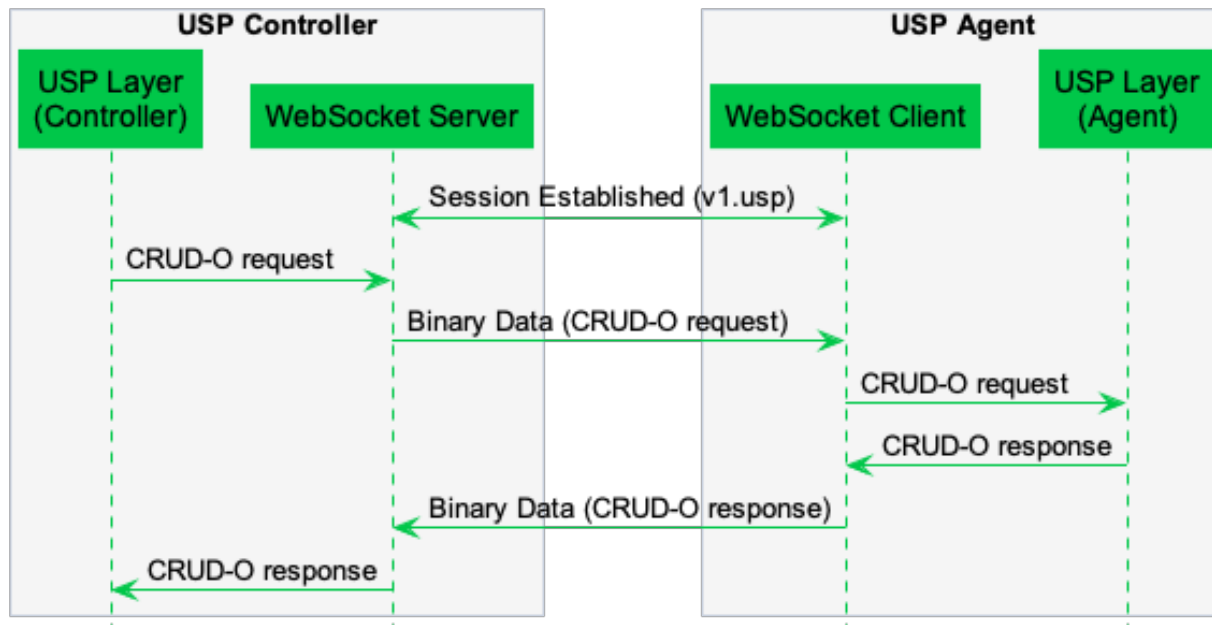 USP Controller
USP Agent
USP Layer
(Controller)
WebSocket Server
WebSocket Client
USP Layer
(Agent)
Session Established (v1.usp)
CRUD-O request
Binary Data (CRUD-O request)
CRUD-O request
CRUD-O response
Binary Data (CRUD-O response)
CRUD-O response